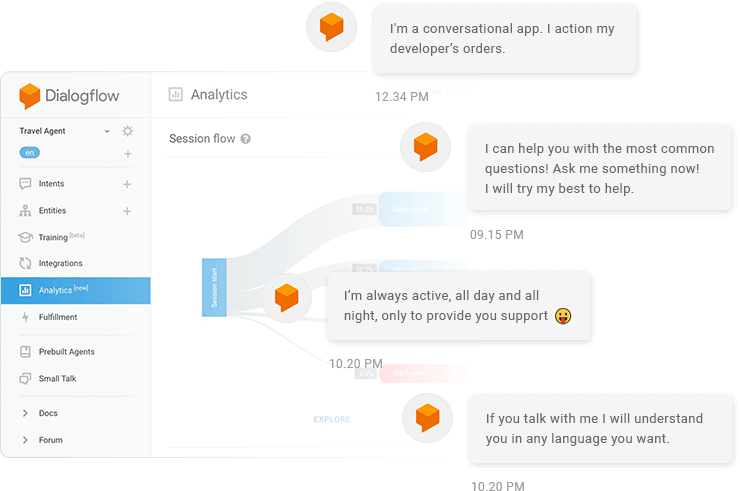 I'm a conversational app. I action my
developer's orders.
12.34 PM
Dialogflow
Analytics
Travel Agent
en
Session flow
I can help you with the most common
questions! Ask me something now!
I will try my best to help.
09.15 PM
Intents
Entities
Training [beta]
Integrations
Analytics [new]
Fulfillment
Prebuilt Agents
Small Talk
Docs
Forum
Session start
I'm always active, all day and all
night, only to provide you support 😛
10.20 PM
EXPLORE
If you talk with me I will understand
you in any language you want.
10.20 PM